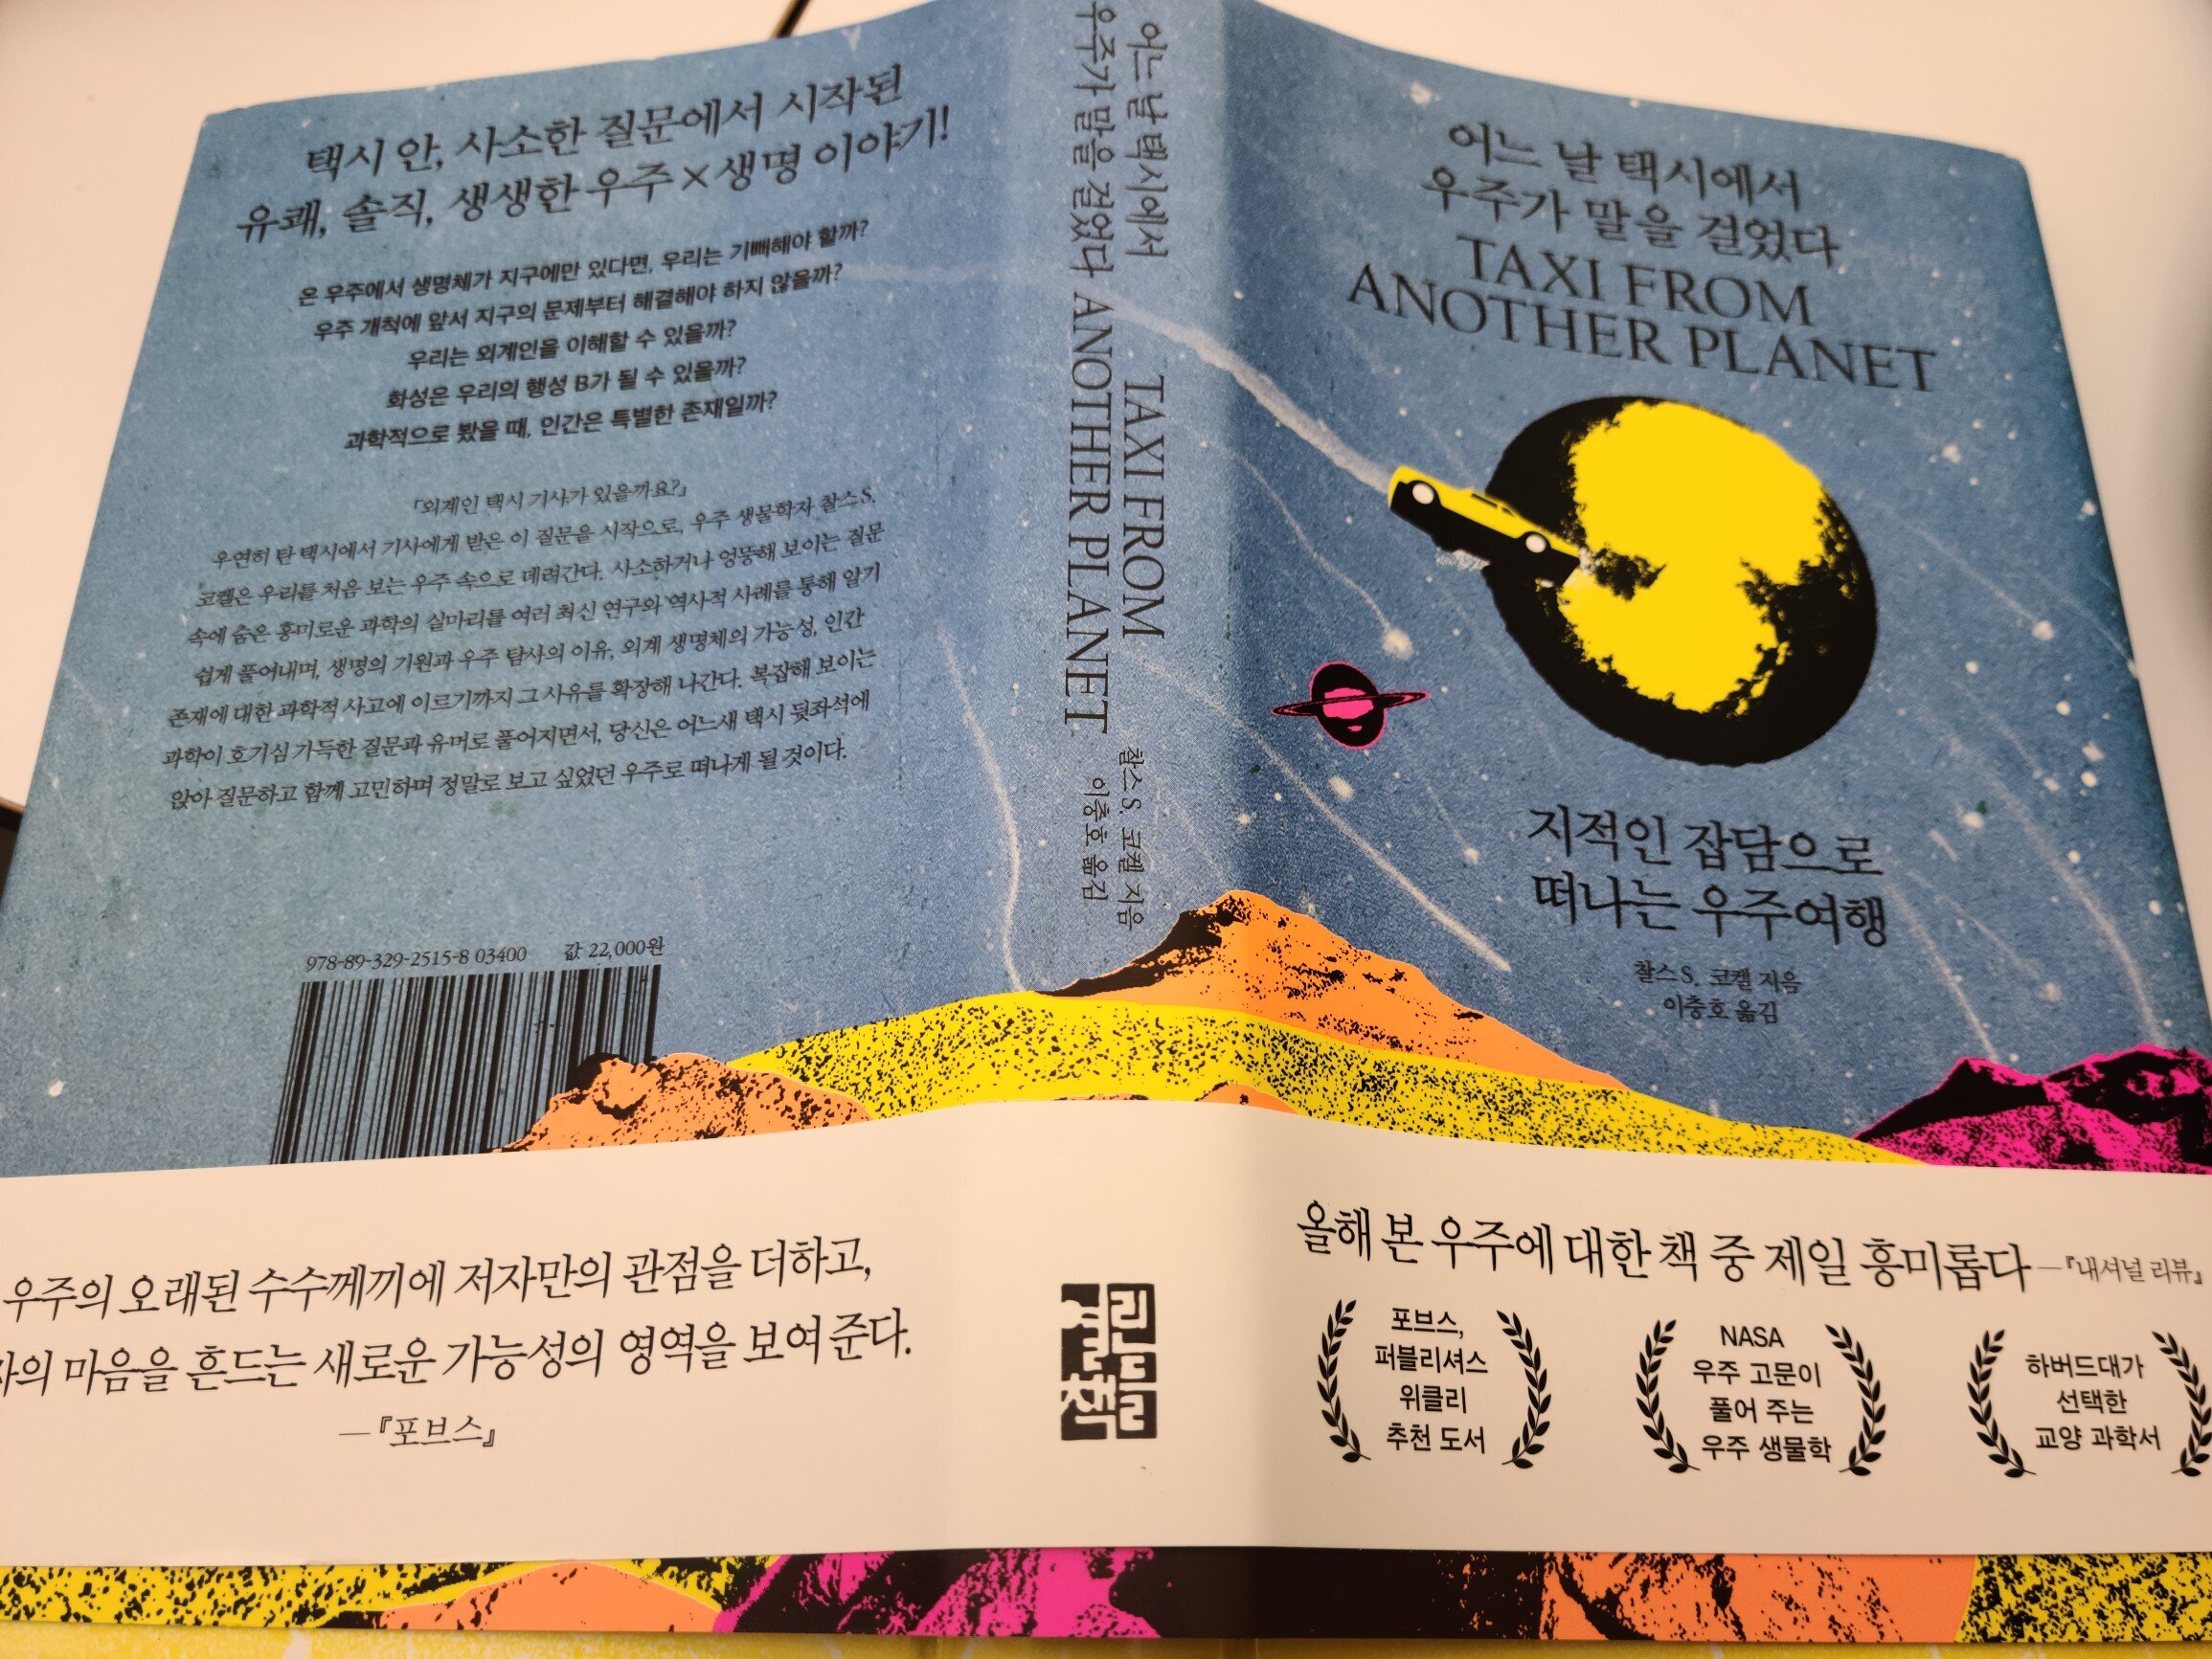 택시 안, 사소한 질문에서 시작된
유쾌, 솔직, 생생한 우주×생명 이야기!
온 우주에서 생명체가 지구에만 있다면, 우리는 기뻐해야 할까?
우주 개척에 앞서 지구의 문제부터 해결해야 하지 않을까?
우리는 외계인을 이해할 수 있을까?
화성은 우리의 행성 B가 될 수 있을까?
과학적으로 봤을 때, 인간은 특별한 존재일까?
「외계인 택시 기사가 있을까요?」
우연히 탄 택시에서 기사에게 받은 이 질문을 시작으로, 우주 생물학자 찰스 S.
코켈은 우리를 처음 보는 우주 속으로 데려간다. 사소하거나 엉뚱해 보이는 질문
속에 숨은 흥미로운 과학의 실마리를 여러 최신 연구와 역사적 사례를 통해 알기
쉽게 풀어내며, 생명의 기원과 우주 탐사의 이유, 외계 생명체의 가능성, 인간
존재에 대한 과학적 사고에 이르기까지 그 사유를 확장해 나간다. 복잡해 보이는
과학이 호기심 가득한 질문과 유머로 풀어지면서, 당신은 어느새 택시 뒷좌석에
앉아 질문하고 함께 고민하며 정말로 보고 싶었던 우주로 떠나게 될 것이다.
978-89-329-2515-8 03400 값 22,000원
우주의 오래된 수수께끼에 저자만의 관점을 더하고,
마음을 흔드는 새로운 가능성의 영역을 보여 준다.
—『포브스』
어느 날 택시에서
우주가 말을 걸었다
TAXI FROM
ANOTHER PLANET
찰스 S. 코켈 지음
이충호 옮김
어느 날 택시에서
우주가 말을 걸었다
TAXI FROM
ANOTHER PLANET
지적인 잡담으로
떠나는 우주여행
찰스 S. 코켈 지음
이충호 옮김
올해 본 우주에 대한 책 중 제일 흥미롭다 —『내셔널 리뷰』
포브스,
퍼블리셔스
위클리
추천 도서
NASA
우주 고문이
풀어 주는
우주 생물학
하버드대가
선택한
교양 과학서